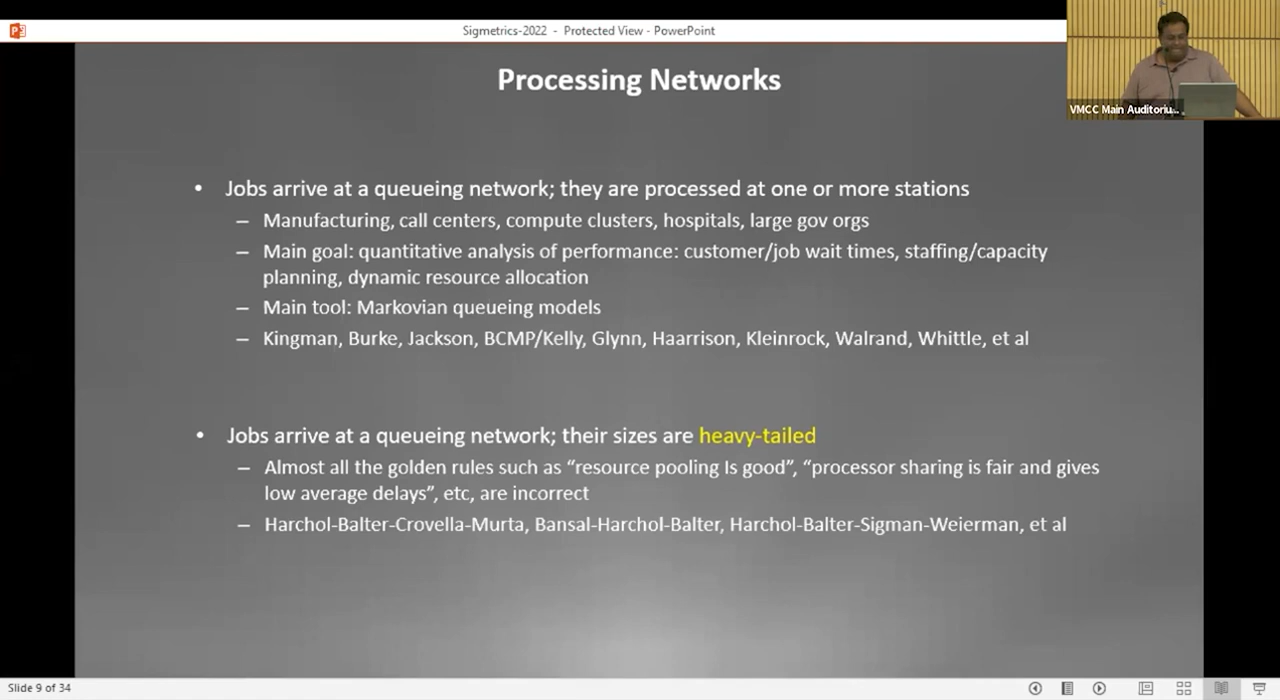 Sigmetrics-2022 - Protected View - PowerPoint
VMCC Main Auditoriu...
Processing Networks
• Jobs arrive at a queueing network; they are processed at one or more stations
– Manufacturing, call centers, compute clusters, hospitals, large gov orgs
– Main goal: quantitative analysis of performance: customer/job wait times, staffing/capacity
planning, dynamic resource allocation
– Main tool: Markovian queueing models
– Kingman, Burke, Jackson, BCMP/Kelly, Glynn, Haarrison, Kleinrock, Walrand, Whittle, et al
• Jobs arrive at a queueing network; their sizes are heavy-tailed
– Almost all the golden rules such as “resource pooling Is good”, “processor sharing is fair and gives
low average delays”, etc, are incorrect
– Harchol-Balter-Crovella-Murta, Bansal-Harchol-Balter, Harchol-Balter-Sigman-Weierman, et al
Slide 9 of 34